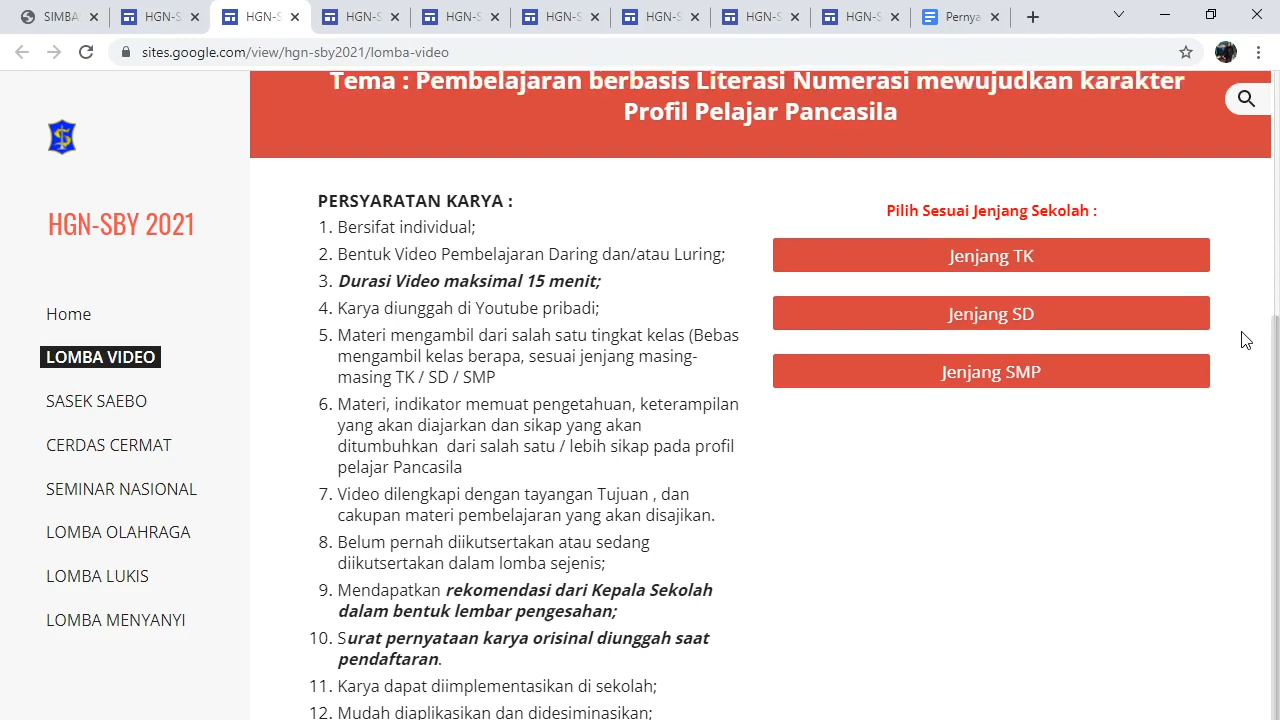 SIMBA
HGN-S
HGN-S
HGN-S
HGN-S
HGN-S
HGN-S
HGN-S
HGN-S
Pernya
sites.google.com/view/hgn-sby2021/lomba-video
Tema : Pembelajaran berbasis Literasi Numerasi mewujudkan karakter
Profil Pelajar Pancasila
HGN-SBY 2021
Home
LOMBA VIDEO
SASEK SAEBO
CERDAS CERMAT
SEMINAR NASIONAL
LOMBA OLAHRAGA
LOMBA LUKIS
LOMBA MENYANYI
PERSYARATAN KARYA :
1. Bersifat individual;
2. Bentuk Video Pembelajaran Daring dan/atau Luring;
3. Durasi Video maksimal 15 menit;
4. Karya diunggah di Youtube pribadi;
5. Materi mengambil dari salah satu tingkat kelas (Bebas
mengambil kelas berapa, sesuai jenjang masing-
masing TK / SD / SMP
6. Materi, indikator memuat pengetahuan, keterampilan
yang akan diajarkan dan sikap yang akan
ditumbuhkan  dari salah satu / lebih sikap pada profil
pelajar Pancasila
7. Video dilengkapi dengan tayangan Tujuan , dan
cakupan materi pembelajaran yang akan disajikan.
8. Belum pernah diikutsertakan atau sedang
diikutsertakan dalam lomba sejenis;
9. Mendapatkan rekomendasi dari Kepala Sekolah
dalam bentuk lembar pengesahan;
10. Surat pernyataan karya orisinal diunggah saat
pendaftaran.
11. Karya dapat diimplementasikan di sekolah;
12. Mudah diaplikasikan dan didesiminasikan;
Pilih Sesuai Jenjang Sekolah :
Jenjang TK
Jenjang SD
Jenjang SMP